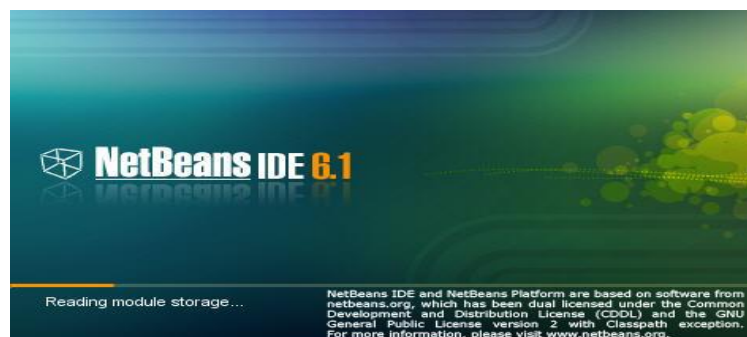 NetBeans IDE 6.1
Reading module storage...
NetBeans IDE and NetBeans Platform are based on software from
netbeans.org, which has been dual licensed under the Common
Development and Distribution License (CDDL) and the GNU
General Public License version 2 with Classpath exception.
For more information, please visit www.netbeans.org.